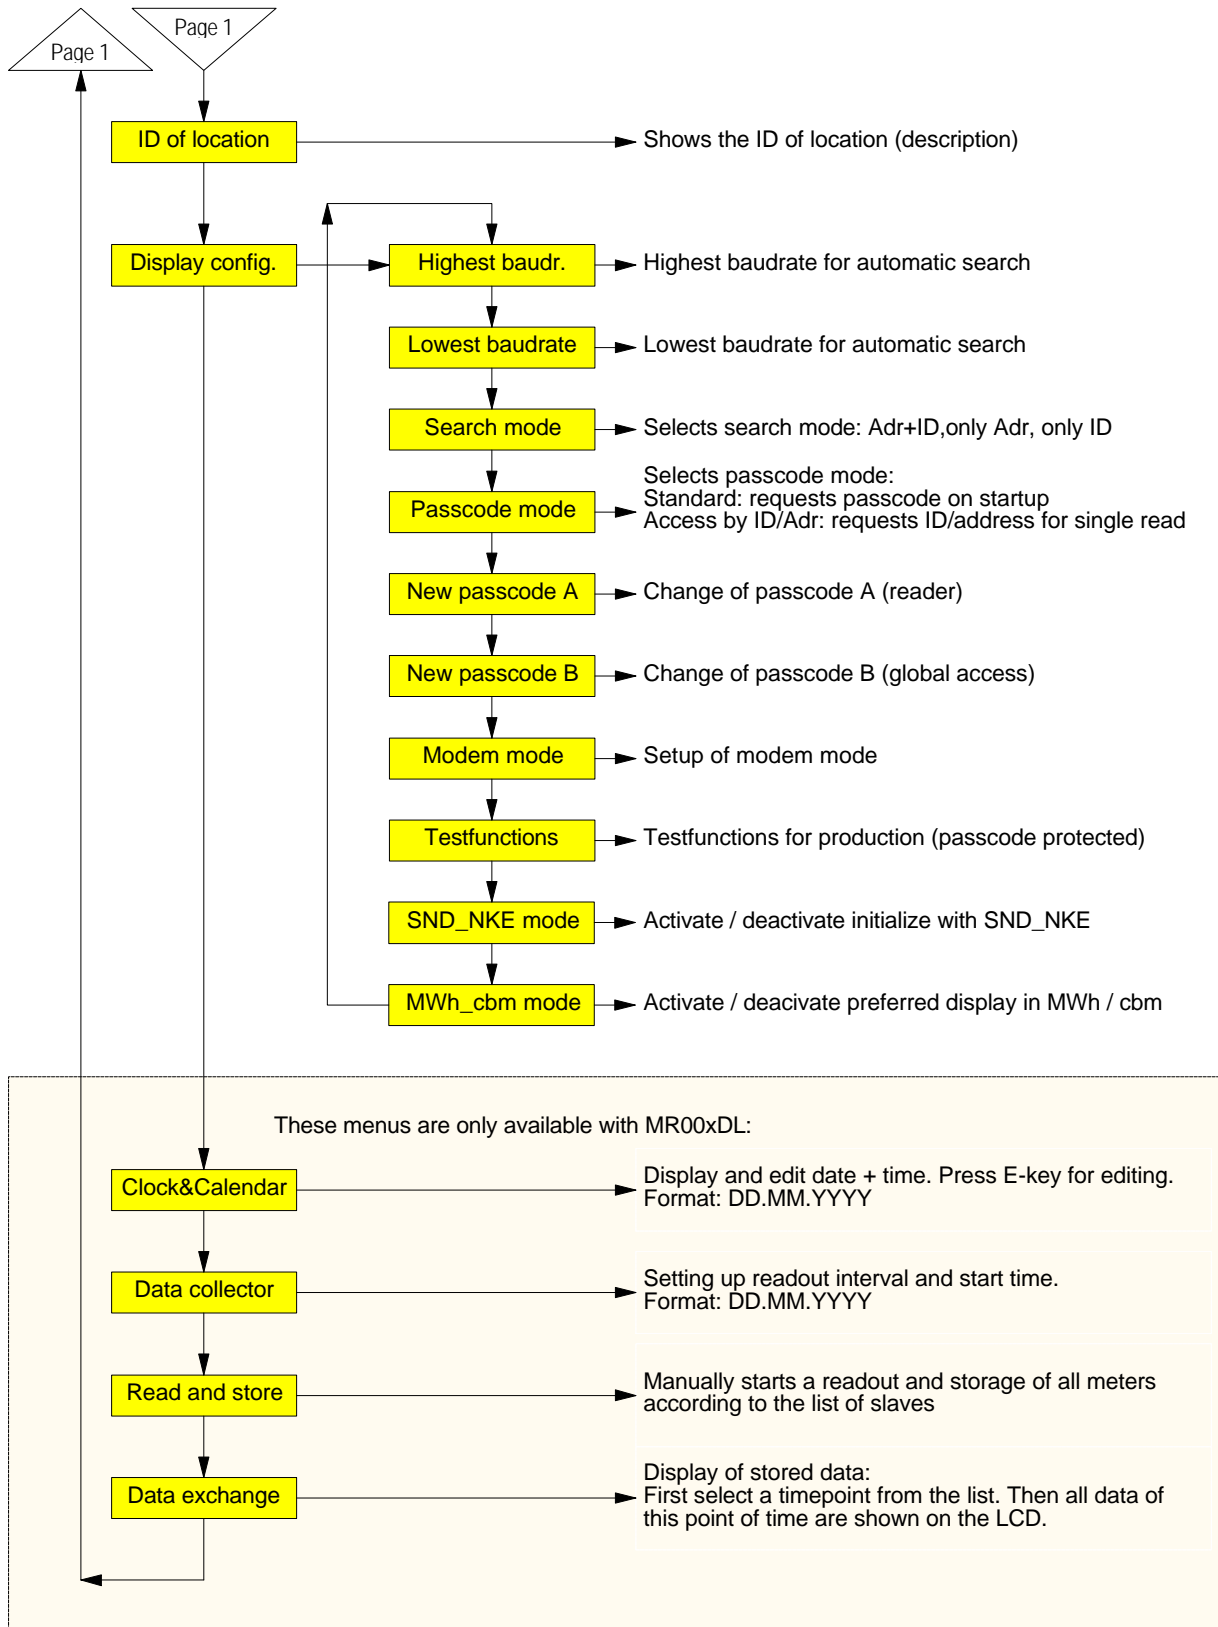 Page 1
Page 1
ID of location
Shows the ID of location (description)
Display config.
Highest baudr.
Highest baudrate for automatic search
Lowest baudrate
Lowest baudrate for automatic search
Search mode
Selects search mode: Adr+ID,only Adr, only ID
Passcode mode
Selects passcode mode:
Standard: requests passcode on startup
Access by ID/Adr: requests ID/address for single read
New passcode A
Change of passcode A (reader)
New passcode B
Change of passcode B (global access)
Modem mode
Setup of modem mode
Testfunctions
Testfunctions for production (passcode protected)
SND_NKE mode
Activate / deactivate initialize with SND_NKE
MWh_cbm mode
Activate / deacivate preferred display in MWh / cbm
These menus are only available with MR00xDL:
Clock&Calendar
Display and edit date + time. Press E-key for editing.
Format: DD.MM.YYYY
Data collector
Setting up readout interval and start time.
Format: DD.MM.YYYY
Read and store
Manually starts a readout and storage of all meters
according to the list of slaves
Data exchange
Display of stored data:
First select a timepoint from the list. Then all data of
this point of time are shown on the LCD.